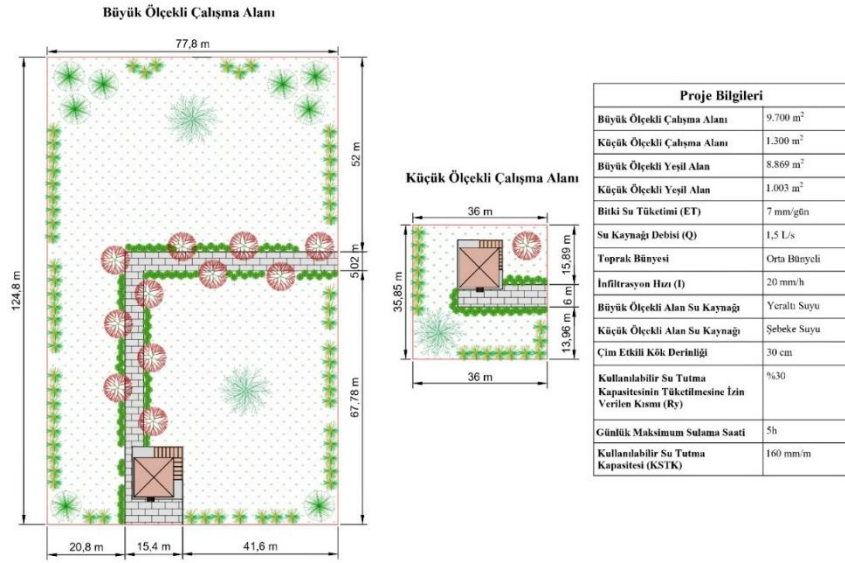 Büyük Ölçekli Çalışma Alanı
77,8 m
124,8 m
52 m
5,02 m
67,78 m
20,8 m
15,4 m
41,6 m
Küçük Ölçekli Çalışma Alanı
36 m
35,85 m
15,89 m
6 m
13,96 m
36 m
Proje Bilgileri
Büyük Ölçekli Çalışma Alanı 9.700 m²
Küçük Ölçekli Çalışma Alanı 1.300 m²
Büyük Ölçekli Yeşil Alan 8.869 m²
Küçük Ölçekli Yeşil Alan 1.003 m²
Bitki Su Tüketimi (ET) 7 mm/gün
Su Kaynağı Debisi (Q) 1,5 L/s
Toprak Bünyesi Orta Bünyeli
İnfiltrasyon Hızı (I) 20 mm/h
Büyük Ölçekli Alan Su Kaynağı Yeraltı Suyu
Küçük Ölçekli Alan Su Kaynağı Şebeke Suyu
Çim Etkili Kök Derinliği 30 cm
Kullanılabilir Su Tutma %30
Kapasitesinin Tüketilmesine İzin
Verilen Kısmı (Ry)
Günlük Maksimum Sulama Saati 5h
Kullanılabilir Su Tutma 160 mm/m
Kapasitesi (KSTK)